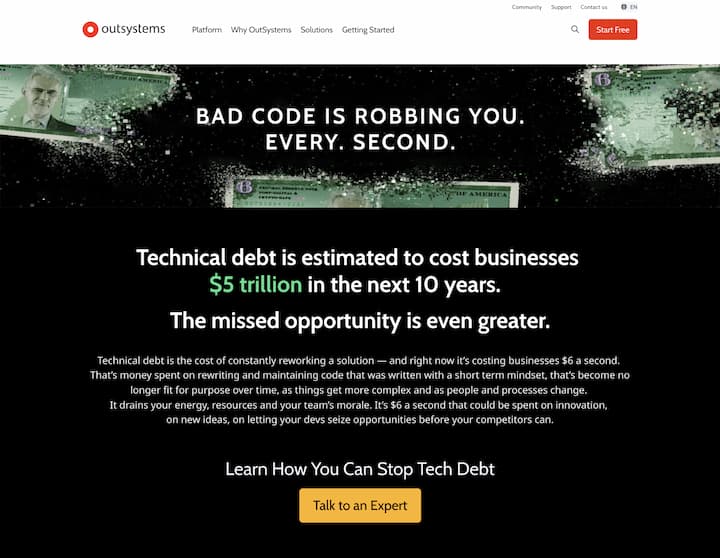 Community Support Contact us EN
outsystems Platform Why OutSystems Solutions Getting Started Start Free
BAD CODE IS ROBBING YOU.
EVERY. SECOND.
6
6
OF AMERICA
Technical debt is estimated to cost businesses
$5 trillion in the next 10 years.
The missed opportunity is even greater.
Technical debt is the cost of constantly reworking a solution — and right now it's costing businesses $6 a second.
That's money spent on rewriting and maintaining code that was written with a short term mindset, that's become no
longer fit for purpose over time, as things get more complex and as people and processes change.
It drains your energy, resources and your team's morale. It's $6 a second that could be spent on innovation,
on new ideas, on letting your devs seize opportunities before your competitors can.
Learn How You Can Stop Tech Debt
Talk to an Expert